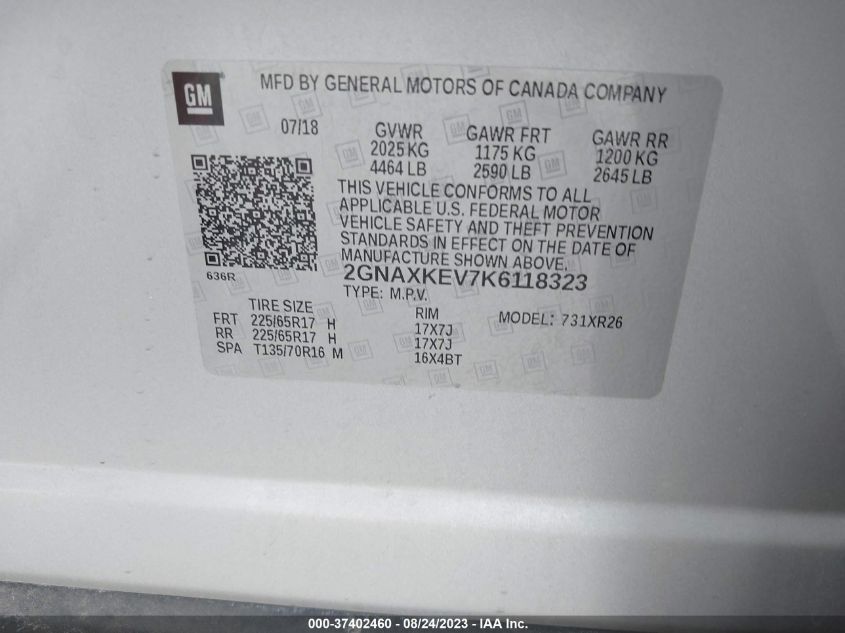 GM
MFD BY GENERAL MOTORS OF CANADA COMPANY
07/18 GVWR GAWR FRT GAWR RR
2025 KG 1175 KG 1200 KG
4464 LB 2590 LB 2645 LB
THIS VEHICLE CONFORMS TO ALL
APPLICABLE U.S. FEDERAL MOTOR
VEHICLE SAFETY AND THEFT PREVENTION
STANDARDS IN EFFECT ON THE DATE OF
MANUFACTURE SHOWN ABOVE.
636R
2GNAXKEV7K6118323
TYPE: M.P.V.
TIRE SIZE RIM MODEL: 731XR26
FRT 225/65R17 H 17X7J
RR 225/65R17 H 17X7J
SPA T135/70R16 M 16X4BT
000-37402460 - 08/24/2023 - IAA Inc.